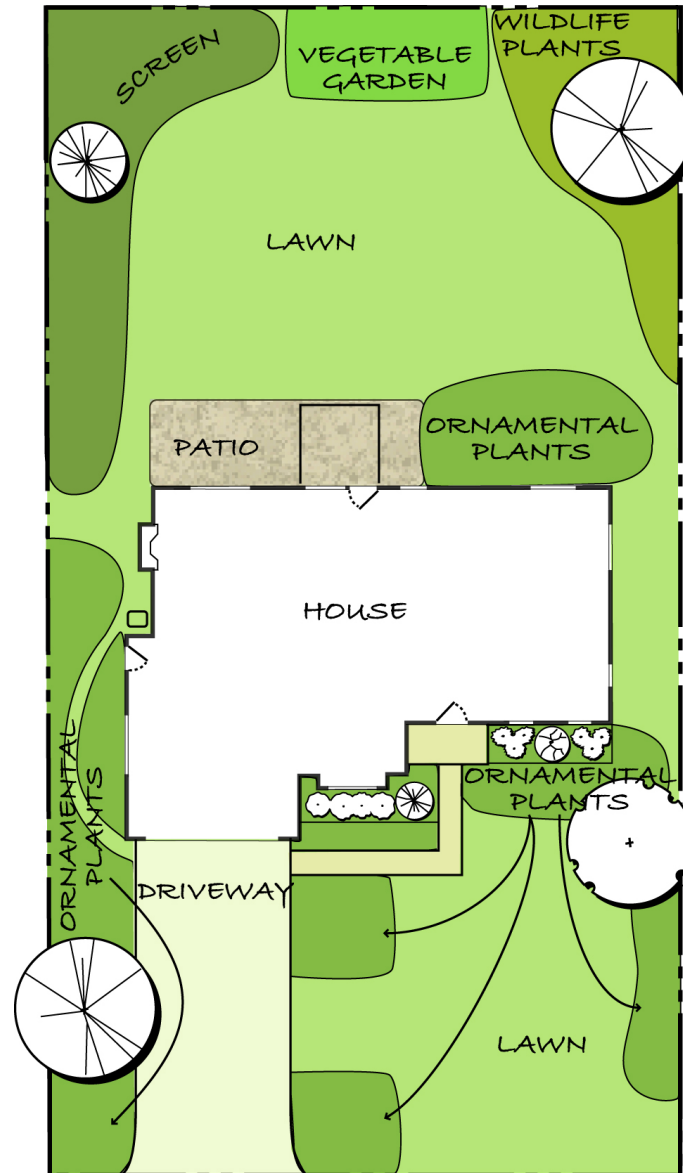 SCREEN
VEGETABLE
GARDEN
WILDLIFE
PLANTS
LAWN
PATIO
ORNAMENTAL
PLANTS
HOUSE
ORNAMENTAL
PLANTS
ORNAMENTAL
PLANTS
DRIVEWAY
LAWN